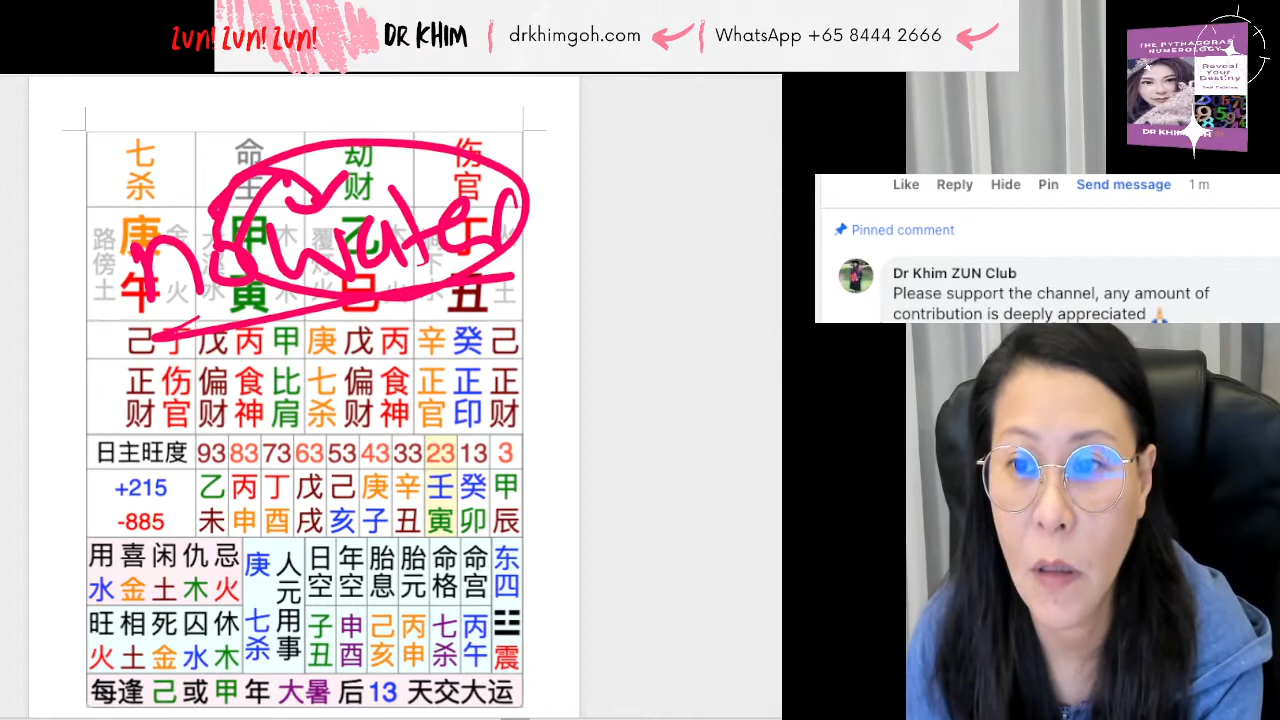 ZUN! ZUN! ZUN! DR KHIM drkhimgoh.com WhatsApp +65 8444 2666
THE PYTHAGORAS
NUMEROLOGY
Reveal
Your
Destiny
DR KHIM
Like Reply Hide Pin Send message 1 m
Pinned comment
Dr Khim ZUN Club
Please support the channel, any amount of
contribution is deeply appreciated 🙏
七杀 命主 劫财 伤官
no water
庚 金 甲 木 乙 木 丁 火
路傍土 大溪水
午 火 寅 木 巳 丑 土
己 丁 戊 丙 甲 庚 戊 丙 辛 癸 己
正财 伤官 偏财 食神 比肩 七杀 偏财 食神 正官 正印 正财
日主旺度 93 83 73 63 53 43 33 23 13 3
+215 乙 丙 丁 戊 己 庚 辛 壬 癸 甲
-885 未 申 酉 戌 亥 子 丑 寅 卯 辰
用 喜 闲 仇 忌 庚 人元 日空 年空 胎息 胎元 命格 命宫 东四
水 金 土 木 火
旺 相 死 囚 休 七杀 用事 子丑 申酉 己亥 丙申 七杀 丙午 ☳ 震
火 土 金 水 木
每逢 己 或 甲 年 大暑 后 13 天交大运